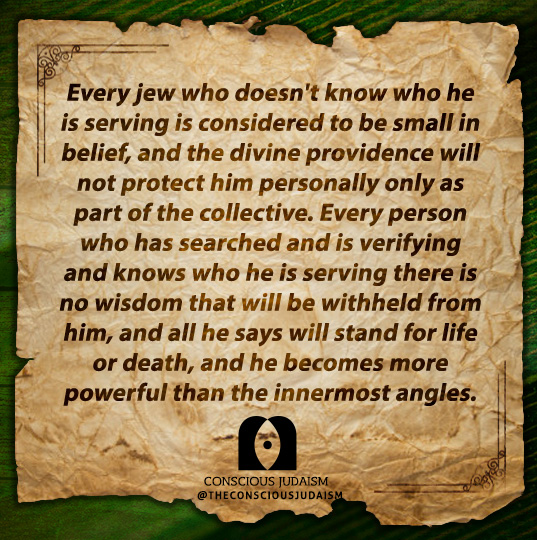 Every jew who doesn't know who he
is serving is considered to be small in
belief, and the divine providence will
not protect him personally only as
part of the collective. Every person
who has searched and is verifying
and knows who he is serving there is
no wisdom that will be withheld from
him, and all he says will stand for life
or death, and he becomes more
powerful than the innermost angles.
CONSCIOUS JUDAISM
@THECONSCIOUSJUDAISM